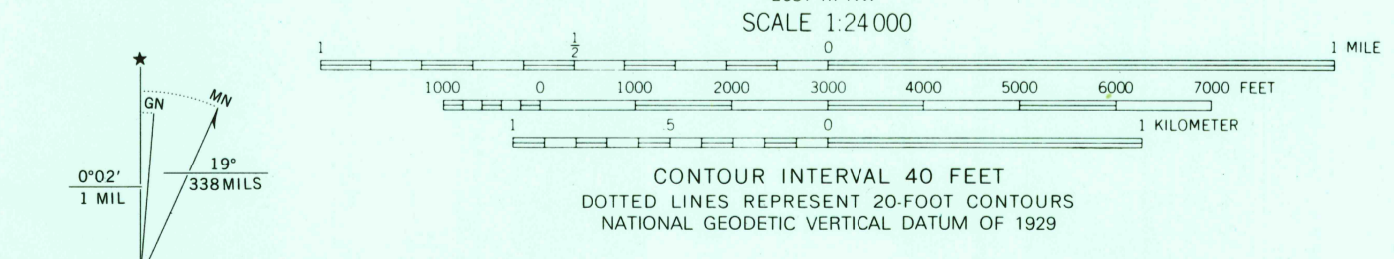 SCALE 1:24 000
1 1/2 0 1 MILE
1000 0 1000 2000 3000 4000 5000 6000 7000 FEET
1 .5 0 1 KILOMETER
CONTOUR INTERVAL 40 FEET
DOTTED LINES REPRESENT 20-FOOT CONTOURS
NATIONAL GEODETIC VERTICAL DATUM OF 1929
★
GN
MN
0°02′
1 MIL
19°
338 MILS